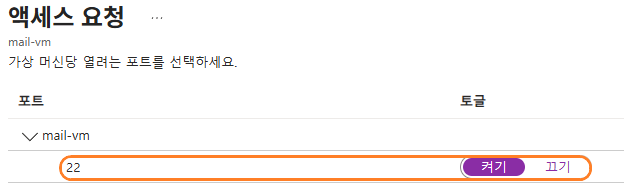 액세스 요청 ...
mail-vm
가상 머신당 열려는 포트를 선택하세요.
포트 토글
mail-vm
22 켜기 끄기